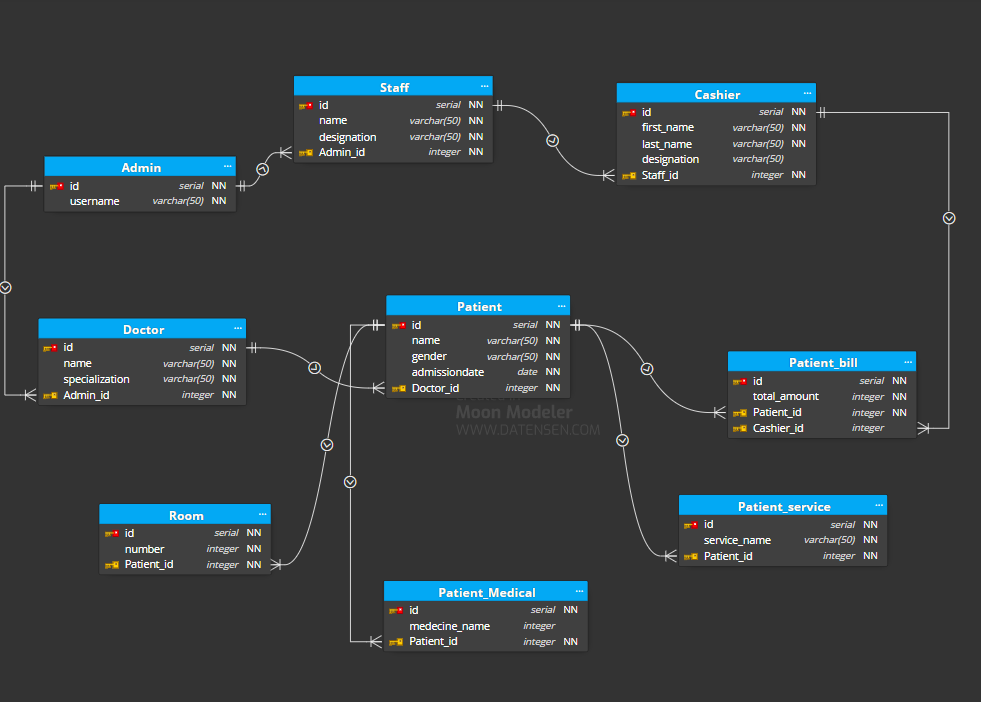 Staff ...
id serial NN
name varchar(50) NN
designation varchar(50) NN
Admin_id integer NN
Cashier ...
id serial NN
first_name varchar(50) NN
last_name varchar(50) NN
designation varchar(50)
Staff_id integer NN
Admin ...
id serial NN
username varchar(50) NN
Doctor ...
id serial NN
name varchar(50) NN
specialization varchar(50) NN
Admin_id integer NN
Patient ...
id serial NN
name varchar(50) NN
gender varchar(50) NN
admissiondate date NN
Doctor_id integer NN
Moon Modeler
WWW.DATENSEN.COM
Patient_bill ...
id serial NN
total_amount integer NN
Patient_id integer NN
Cashier_id integer
Room ...
id serial NN
number integer NN
Patient_id integer NN
Patient_service ...
id serial NN
service_name varchar(50) NN
Patient_id integer NN
Patient_Medical ...
id serial NN
medecine_name integer
Patient_id integer NN